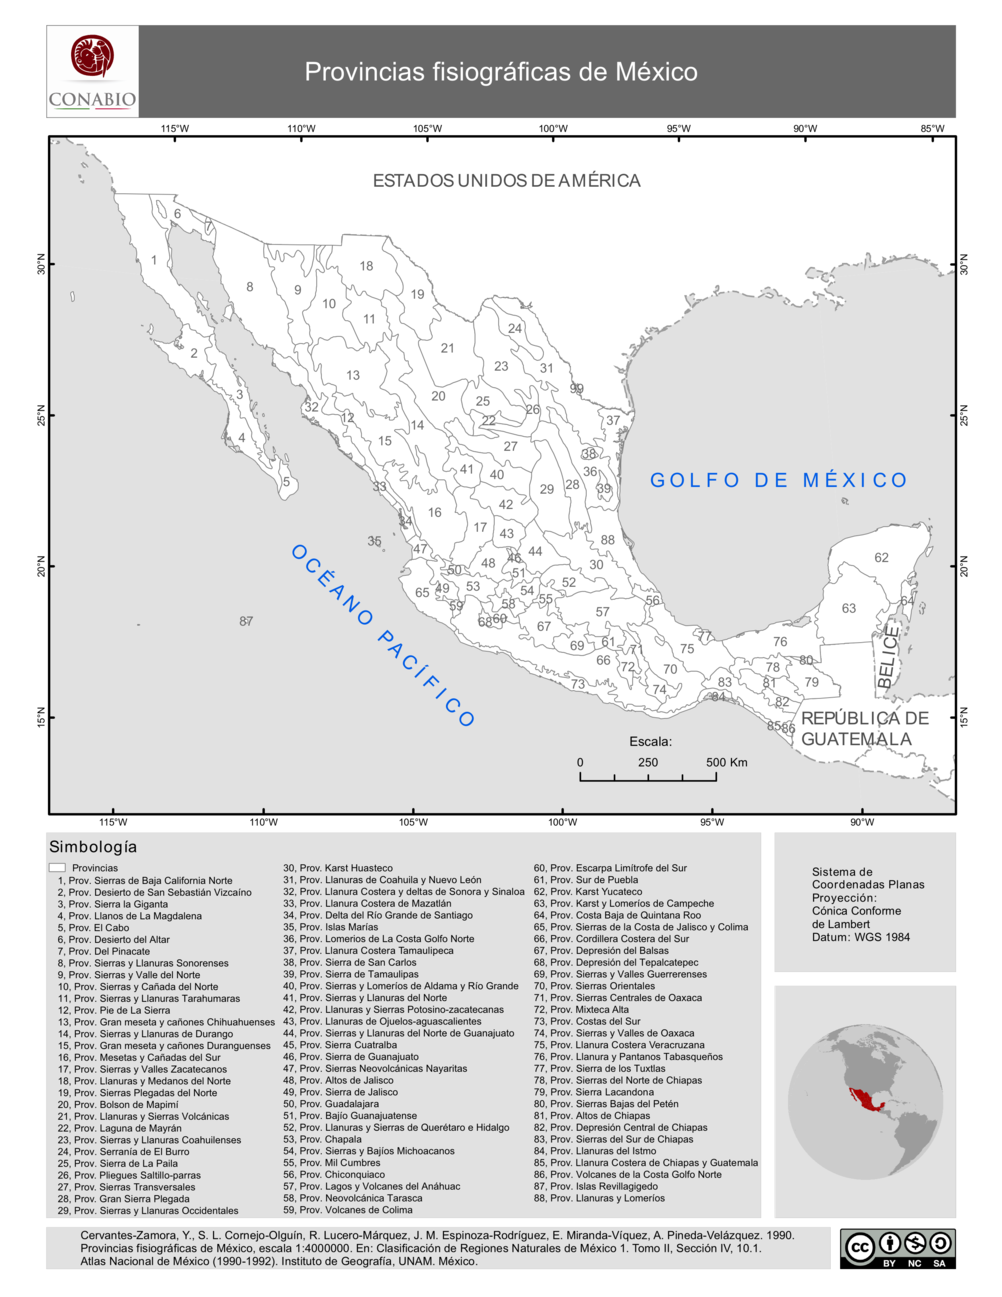 CONABIO
Provincias fisiográficas de México
115°W 110°W 105°W 100°W 95°W 90°W 85°W
ESTADOS UNIDOS DE AMÉRICA
30°N 30°N
25°N 25°N
20°N 20°N
15°N 15°N
GOLFO DE MÉXICO
OCÉANO PACÍFICO
BELICE
REPÚBLICA DE
GUATEMALA
1
6
7
8
9
10
18
19
11
21
24
23
31
99
2
3
4
5
13
32
12
15
14
20
25
22
26
37
27
38
36
39
41
40
42
29
28
33
34
35
16
17
43
44
88
47
48
46
50
51
30
52
65
49
53
54
55
59
58
68
60
67
57
56
69
61
66
71
72
70
75
77
73
74
76
80
78
81
79
83
84
82
85
86
62
63
64
87
Escala:
0 250 500 Km
115°W 110°W 105°W 100°W 95°W 90°W
Simbología
Provincias
1, Prov. Sierras de Baja California Norte
2, Prov. Desierto de San Sebastián Vizcaíno
3, Prov. Sierra la Giganta
4, Prov. Llanos de La Magdalena
5, Prov. El Cabo
6, Prov. Desierto del Altar
7, Prov. Del Pinacate
8, Prov. Sierras y Llanuras Sonorenses
9, Prov. Sierras y Valle del Norte
10, Prov. Sierras y Cañada del Norte
11, Prov. Sierras y Llanuras Tarahumaras
12, Prov. Pie de La Sierra
13, Prov. Gran meseta y cañones Chihuahuenses
14, Prov. Sierras y Llanuras de Durango
15, Prov. Gran meseta y cañones Duranguenses
16, Prov. Mesetas y Cañadas del Sur
17, Prov. Sierras y Valles Zacatecanos
18, Prov. Llanuras y Medanos del Norte
19, Prov. Sierras Plegadas del Norte
20, Prov. Bolson de Mapimí
21, Prov. Llanuras y Sierras Volcánicas
22, Prov. Laguna de Mayrán
23, Prov. Sierras y Llanuras Coahuilenses
24, Prov. Serranía de El Burro
25, Prov. Sierra de La Paila
26, Prov. Pliegues Saltillo-parras
27, Prov. Sierras Transversales
28, Prov. Gran Sierra Plegada
29, Prov. Sierras y Llanuras Occidentales
30, Prov. Karst Huasteco
31, Prov. Llanuras de Coahuila y Nuevo León
32, Prov. Llanura Costera y deltas de Sonora y Sinaloa
33, Prov. Llanura Costera de Mazatlán
34, Prov. Delta del Río Grande de Santiago
35, Prov. Islas Marías
36, Prov. Lomerios de La Costa Golfo Norte
37, Prov. Llanura Costera Tamaulipeca
38, Prov. Sierra de San Carlos
39, Prov. Sierra de Tamaulipas
40, Prov. Sierras y Lomeríos de Aldama y Río Grande
41, Prov. Sierras y Llanuras del Norte
42, Prov. Llanuras y Sierras Potosino-zacatecanas
43, Prov. Llanuras de Ojuelos-aguascalientes
44, Prov. Sierras y Llanuras del Norte de Guanajuato
45, Prov. Sierra Cuatralba
46, Prov. Sierra de Guanajuato
47, Prov. Sierras Neovolcánicas Nayaritas
48, Prov. Altos de Jalisco
49, Prov. Sierra de Jalisco
50, Prov. Guadalajara
51, Prov. Bajío Guanajuatense
52, Prov. Llanuras y Sierras de Querétaro e Hidalgo
53, Prov. Chapala
54, Prov. Sierras y Bajíos Michoacanos
55, Prov. Mil Cumbres
56, Prov. Chiconquiaco
57, Prov. Lagos y Volcanes del Anáhuac
58, Prov. Neovolcánica Tarasca
59, Prov. Volcanes de Colima
60, Prov. Escarpa Limítrofe del Sur
61, Prov. Sur de Puebla
62, Prov. Karst Yucateco
63, Prov. Karst y Lomeríos de Campeche
64, Prov. Costa Baja de Quintana Roo
65, Prov. Sierras de la Costa de Jalisco y Colima
66, Prov. Cordillera Costera del Sur
67, Prov. Depresión del Balsas
68, Prov. Depresión del Tepalcatepec
69, Prov. Sierras y Valles Guerrerenses
70, Prov. Sierras Orientales
71, Prov. Sierras Centrales de Oaxaca
72, Prov. Mixteca Alta
73, Prov. Costas del Sur
74, Prov. Sierras y Valles de Oaxaca
75, Prov. Llanura Costera Veracruzana
76, Prov. Llanura y Pantanos Tabasqueños
77, Prov. Sierra de los Tuxtlas
78, Prov. Sierras del Norte de Chiapas
79, Prov. Sierra Lacandona
80, Prov. Sierras Bajas del Petén
81, Prov. Altos de Chiapas
82, Prov. Depresión Central de Chiapas
83, Prov. Sierras del Sur de Chiapas
84, Prov. Llanuras del Istmo
85, Prov. Llanura Costera de Chiapas y Guatemala
86, Prov. Volcanes de la Costa Golfo Norte
87, Prov. Islas Revillagigedo
88, Prov. Llanuras y Lomeríos
Sistema de
Coordenadas Planas
Proyección:
Cónica Conforme
de Lambert
Datum: WGS 1984
Cervantes-Zamora, Y., S. L. Cornejo-Olguín, R. Lucero-Márquez, J. M. Espinoza-Rodríguez, E. Miranda-Víquez, A. Pineda-Velázquez. 1990.
Provincias fisiográficas de México, escala 1:4000000. En: Clasificación de Regiones Naturales de México 1. Tomo II, Sección IV, 10.1.
Atlas Nacional de México (1990-1992). Instituto de Geografía, UNAM. México.
cc
BY NC SA